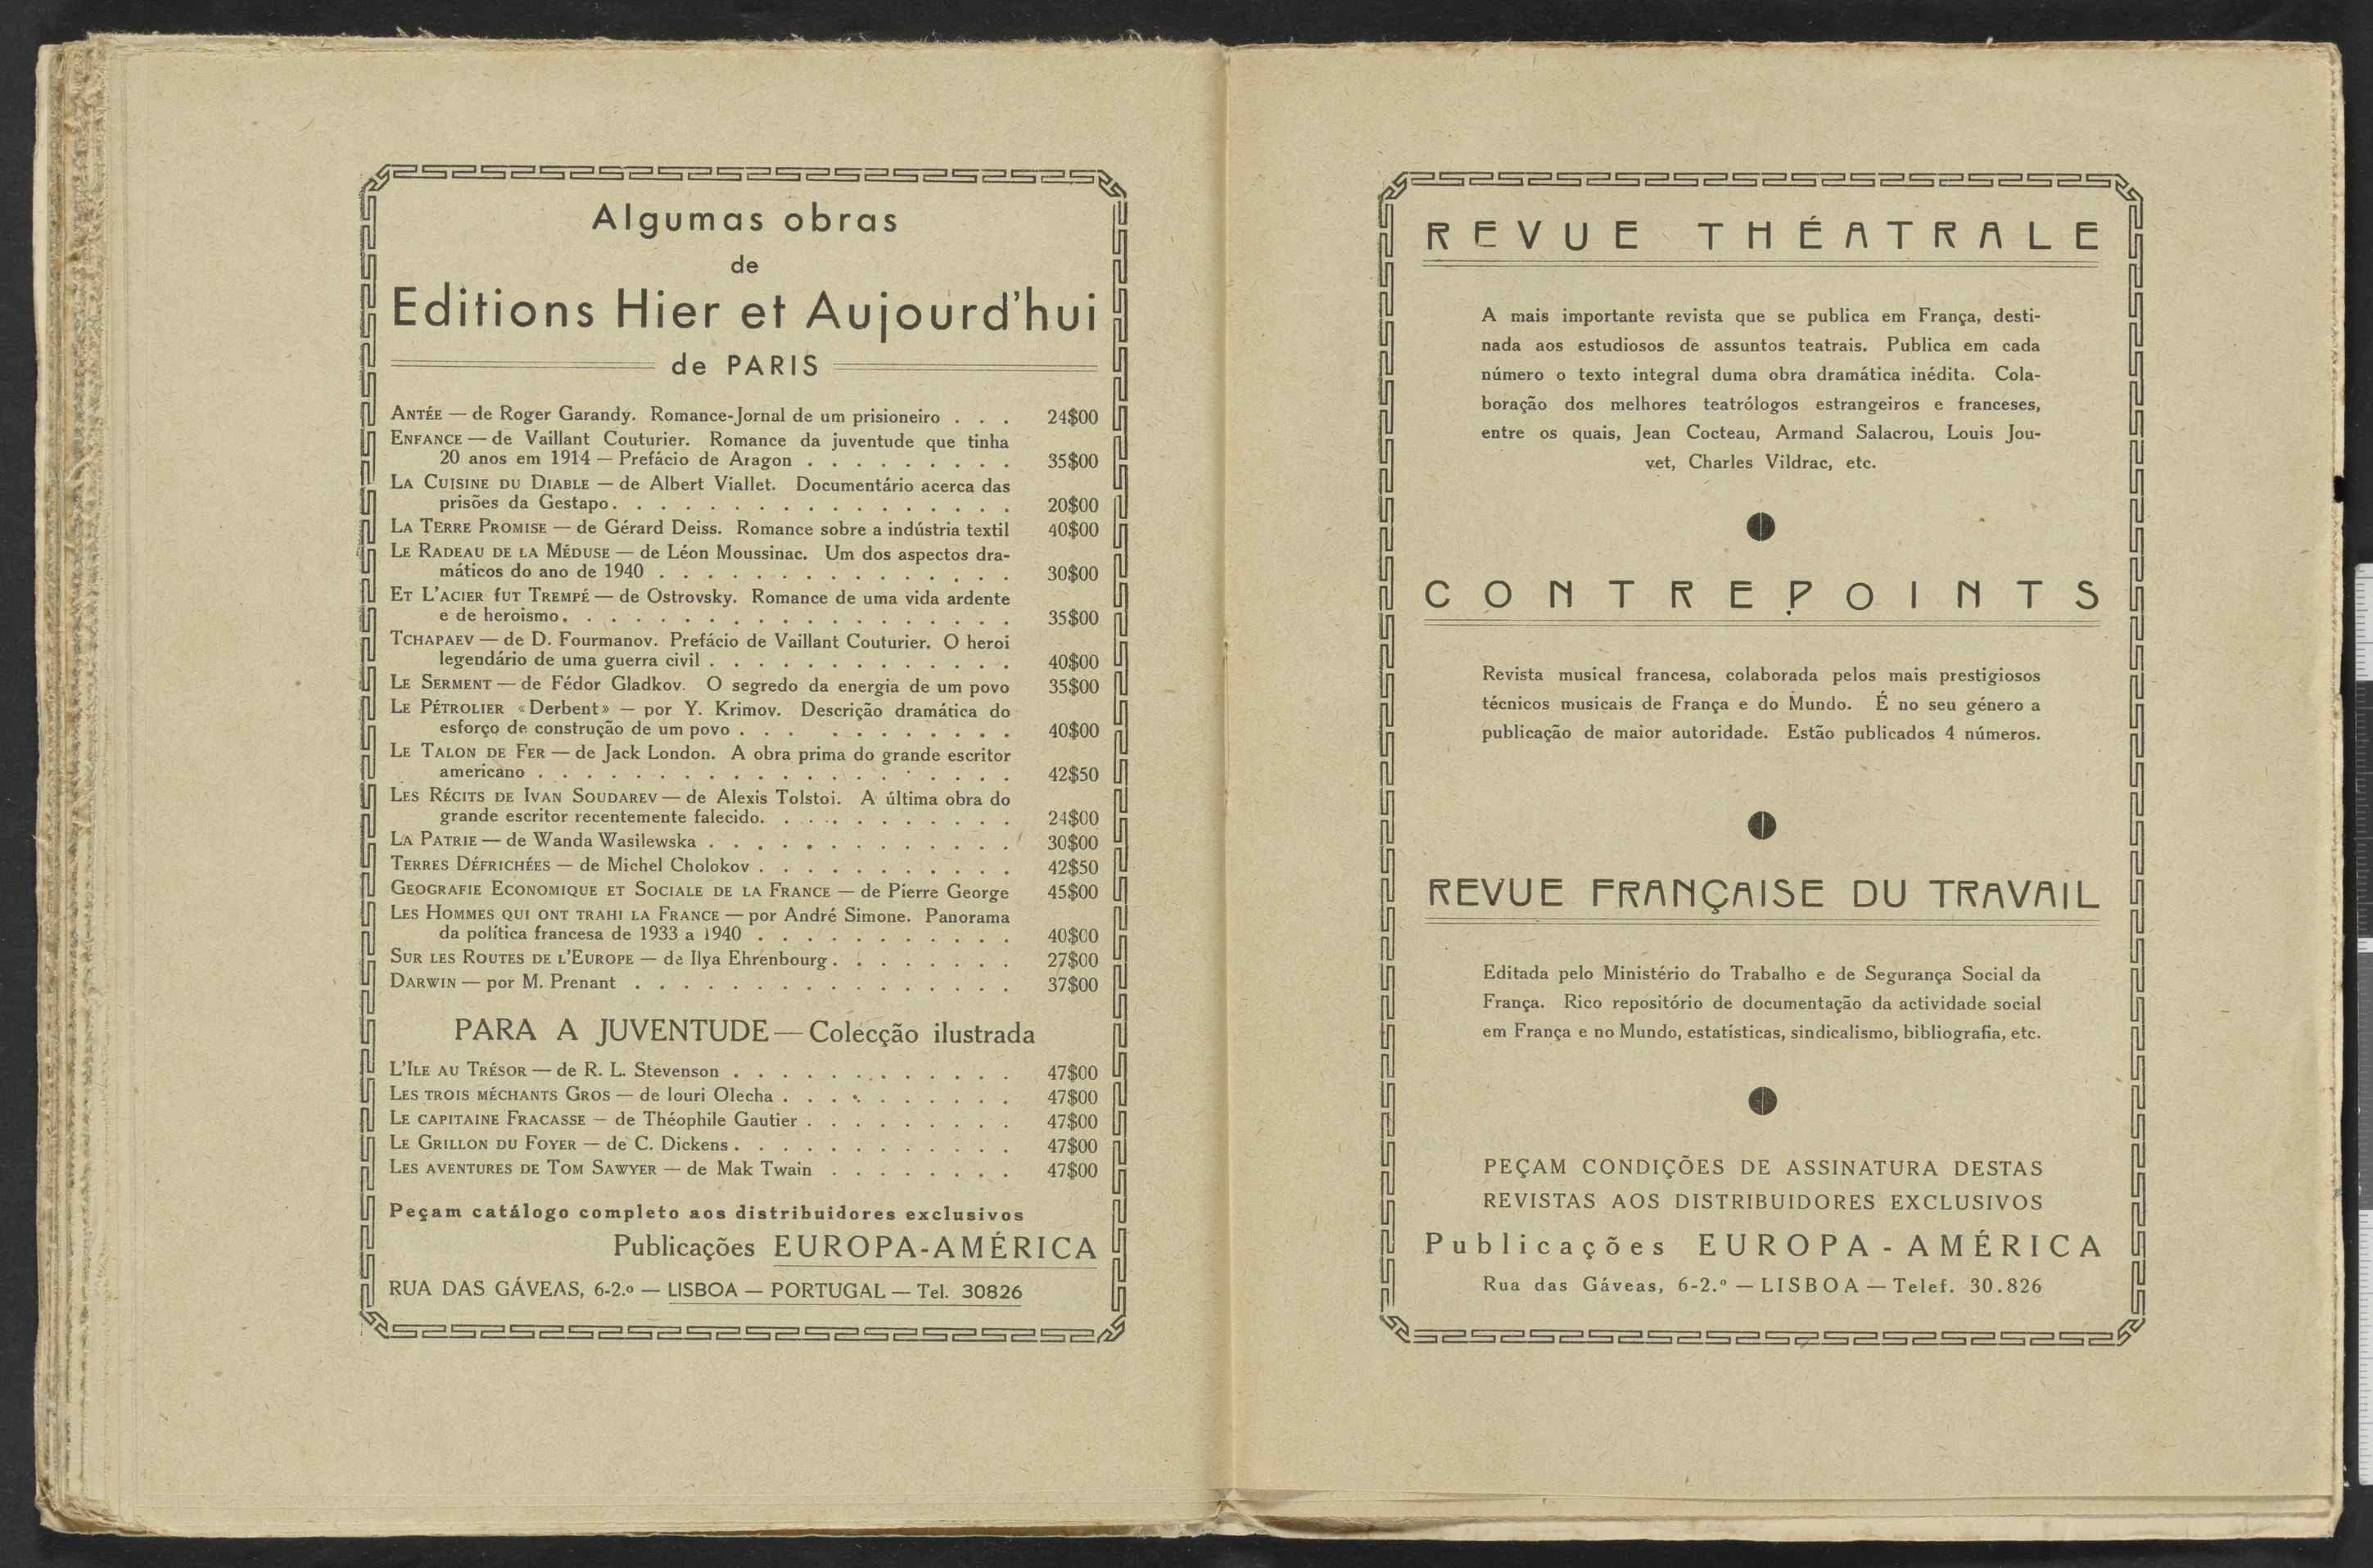 Algumas obras
de
Editions Hier et Aujourd'hui
de PARIS
ANTÉE — de Roger Garandy. Romance-Jornal de um prisioneiro . . . 24$00
ENFANCE — de Vaillant Couturier. Romance da juventude que tinha
20 anos em 1914 — Prefácio de Aragon . . . . . . . . . 35$00
LA CUISINE DU DIABLE — de Albert Viallet. Documentário acerca das
prisões da Gestapo. . . . . . . . . . . . . . . . . 20$00
LA TERRE PROMISE — de Gérard Deiss. Romance sobre a indústria textil 40$00
LE RADEAU DE LA MÉDUSE — de Léon Moussinac. Um dos aspectos dra-
máticos do ano de 1940 . . . . . . . . . . . . . . . 30$00
ET L'ACIER fUT TREMPÉ — de Ostrovsky. Romance de uma vida ardente
e de heroismo. . . . . . . . . . . . . . . . . . . 35$00
TCHAPAEV — de D. Fourmanov. Prefácio de Vaillant Couturier. O heroi
legendário de uma guerra civil . . . . . . . . . . . . . 40$00
LE SERMENT — de Fédor Gladkov. O segredo da energia de um povo 35$00
LE PÉTROLIER «Derbent» — por Y. Krimov. Descrição dramática do
esforço de construção de um povo . . . . . . . . . . . 40$00
LE TALON DE FER — de Jack London. A obra prima do grande escritor
americano . . . . . . . . . . . . . . . . . . . . 42$50
LES RÉCITS DE IVAN SOUDAREV — de Alexis Tolstoi. A última obra do
grande escritor recentemente falecido. . . . . . . . . . . 24$00
LA PATRIE — de Wanda Wasilewska . . . . . . . . . . . . . 30$00
TERRES DÉFRICHÉES — de Michel Cholokov . . . . . . . . . . . 42$50
GEOGRAFIE ECONOMIQUE ET SOCIALE DE LA FRANCE — de Pierre George 45$00
LES HOMMES QUI ONT TRAHI LA FRANCE — por André Simone. Panorama
da política francesa de 1933 a 1940 . . . . . . . . . . . 40$00
SUR LES ROUTES DE L'EUROPE — de Ilya Ehrenbourg . . . . . . . . 27$00
DARWIN — por M. Prenant . . . . . . . . . . . . . . . . 37$00
PARA A JUVENTUDE — Colecção ilustrada
L'ILE AU TRÉSOR — de R. L. Stevenson . . . . . . . . . . . . 47$00
LES TROIS MÉCHANTS GROS — de Iouri Olecha . . . . . . . . . . 47$00
LE CAPITAINE FRACASSE — de Théophile Gautier . . . . . . . . . 47$00
LE GRILLON DU FOYER — de C. Dickens . . . . . . . . . . . . 47$00
LES AVENTURES DE TOM SAWYER — de Mak Twain . . . . . . . . 47$00
Peçam catálogo completo aos distribuidores exclusivos
Publicações EUROPA-AMÉRICA
RUA DAS GÁVEAS, 6-2.º — LISBOA — PORTUGAL — Tel. 30826
REVUE THÉATRALE
A mais importante revista que se publica em França, desti-
nada aos estudiosos de assuntos teatrais. Publica em cada
número o texto integral duma obra dramática inédita. Cola-
boração dos melhores teatrólogos estrangeiros e franceses,
entre os quais, Jean Cocteau, Armand Salacrou, Louis Jou-
vet, Charles Vildrac, etc.
CONTREPOINTS
Revista musical francesa, colaborada pelos mais prestigiosos
técnicos musicais de França e do Mundo. É no seu género a
publicação de maior autoridade. Estão publicados 4 números.
REVUE FRANÇAISE DU TRAVAIL
Editada pelo Ministério do Trabalho e de Segurança Social da
França. Rico repositório de documentação da actividade social
em França e no Mundo, estatísticas, sindicalismo, bibliografia, etc.
PEÇAM CONDIÇÕES DE ASSINATURA DESTAS
REVISTAS AOS DISTRIBUIDORES EXCLUSIVOS
Publicações EUROPA-AMÉRICA
Rua das Gáveas, 6-2.º — LISBOA — Telef. 30.826